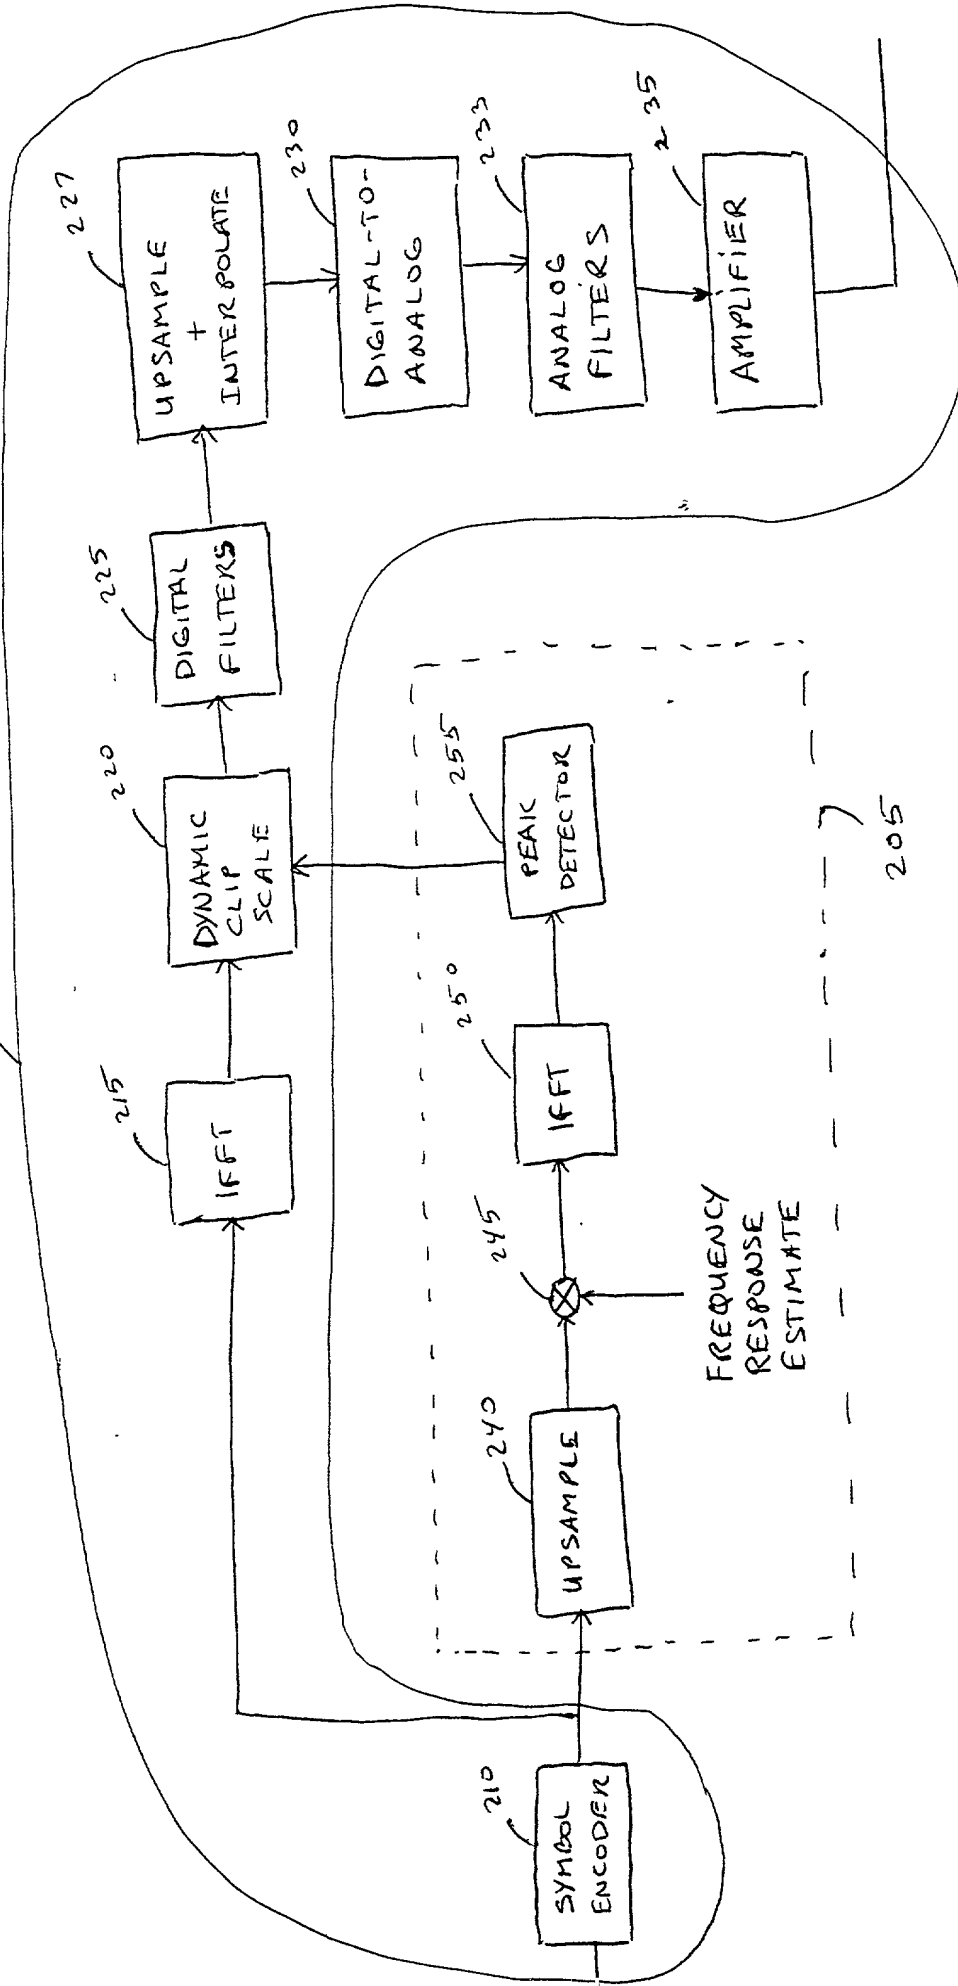 210
SYMBOL
ENCODER
215
IFFT
220
DYNAMIC
CLIP
SCALE
225
DIGITAL
FILTERS
227
UPSAMPLE
+
INTERPOLATE
230
DIGITAL-TO-
ANALOG
233
ANALOG
FILTERS
235
AMPLIFIER
240
UPSAMPLE
245
FREQUENCY
RESPONSE
ESTIMATE
250
IFFT
255
PEAK
DETECTOR
205